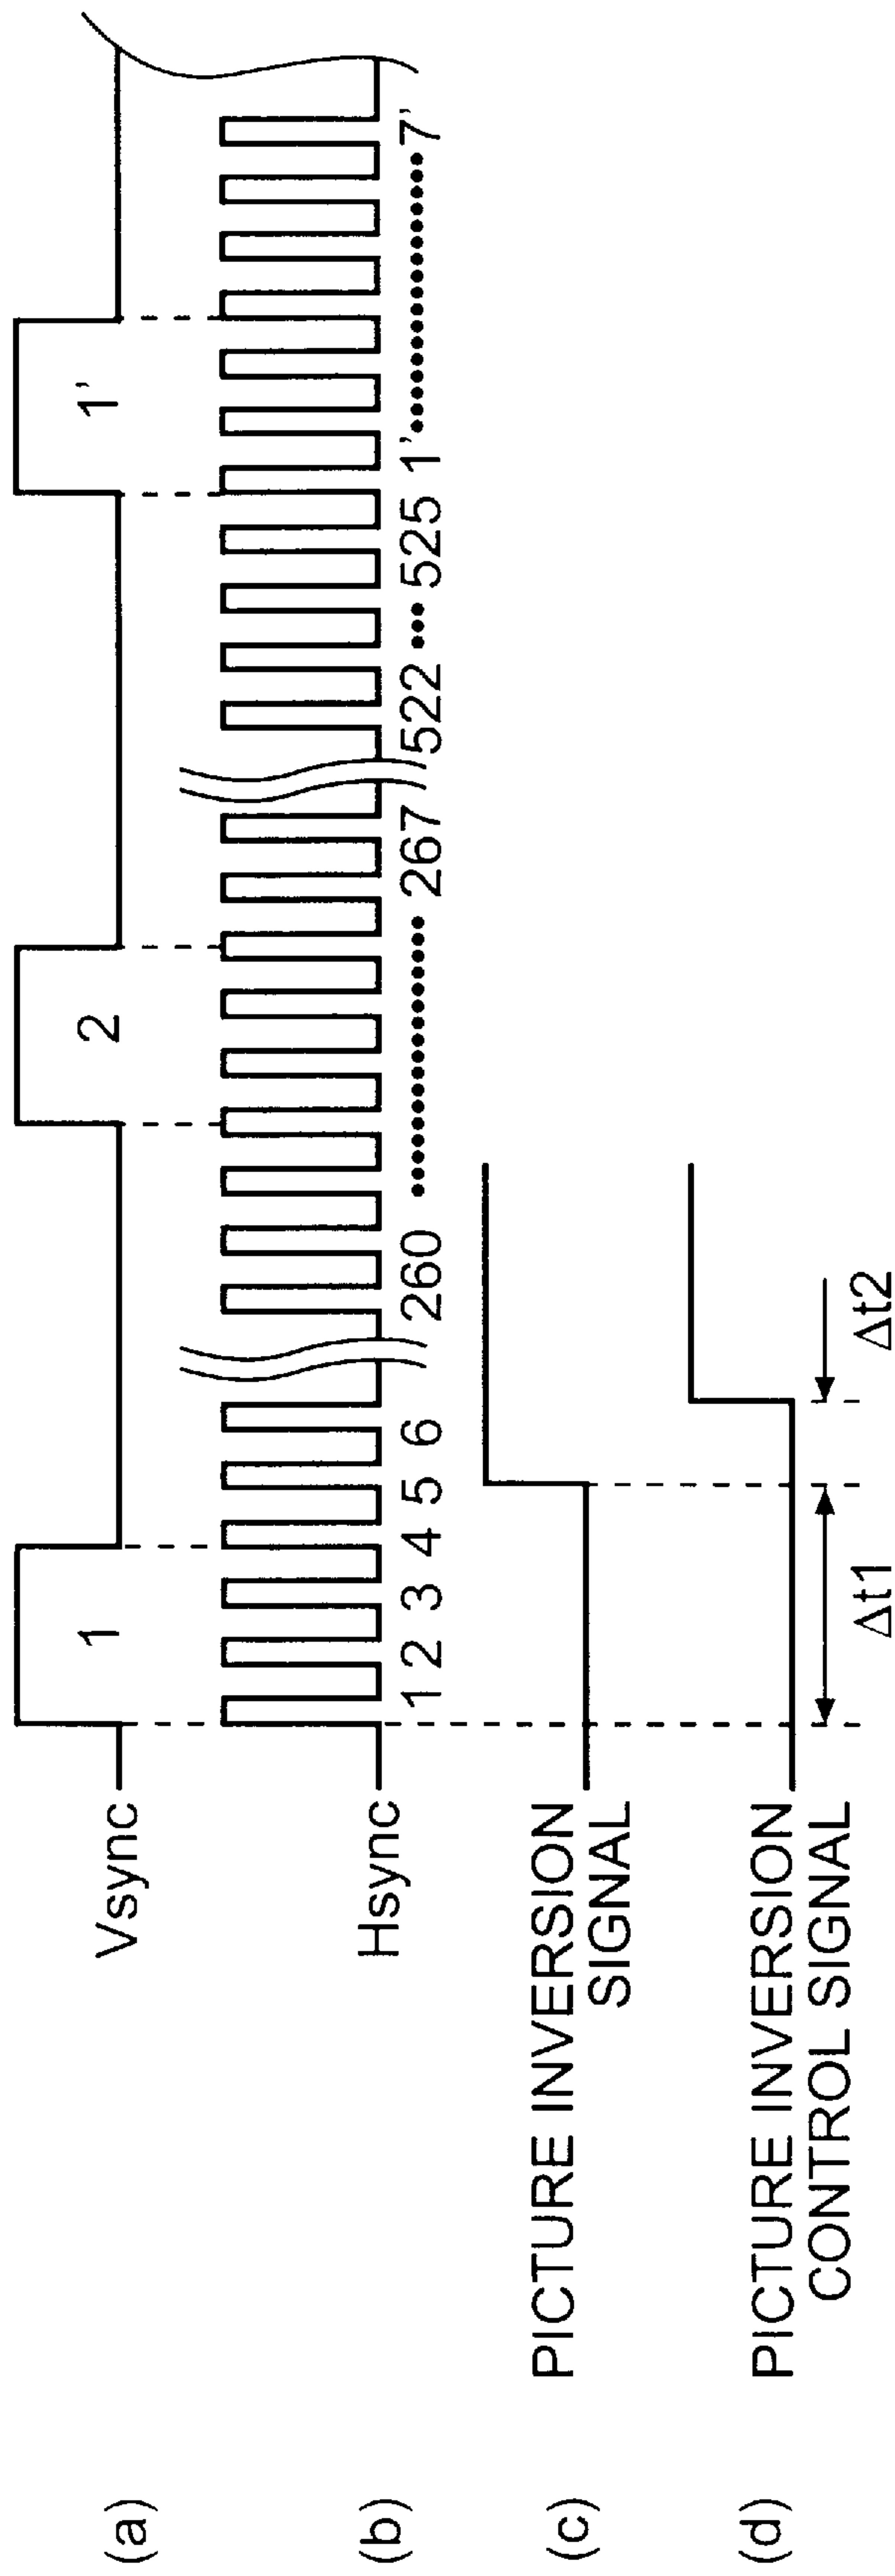 (a) Vsync 1 2 1'
(b) Hsync
1 2 3 4 5 6 260 •••••••••••••••• 267 522 ••• 525 1'•••••••••••••••••7'
(c) PICTURE INVERSION
SIGNAL
(d) PICTURE INVERSION
CONTROL SIGNAL
Δt1 Δt2